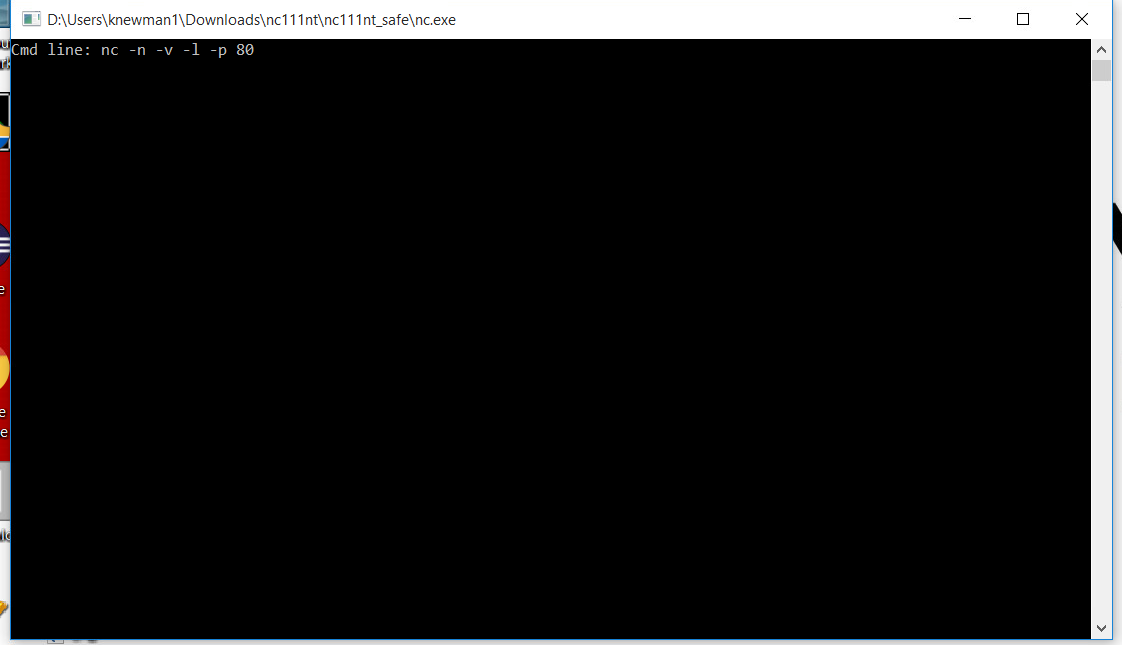 D:\Users\knewman1\Downloads\nc111nt\nc111nt_safe\nc.exe
Cmd line: nc -n -v -l -p 80